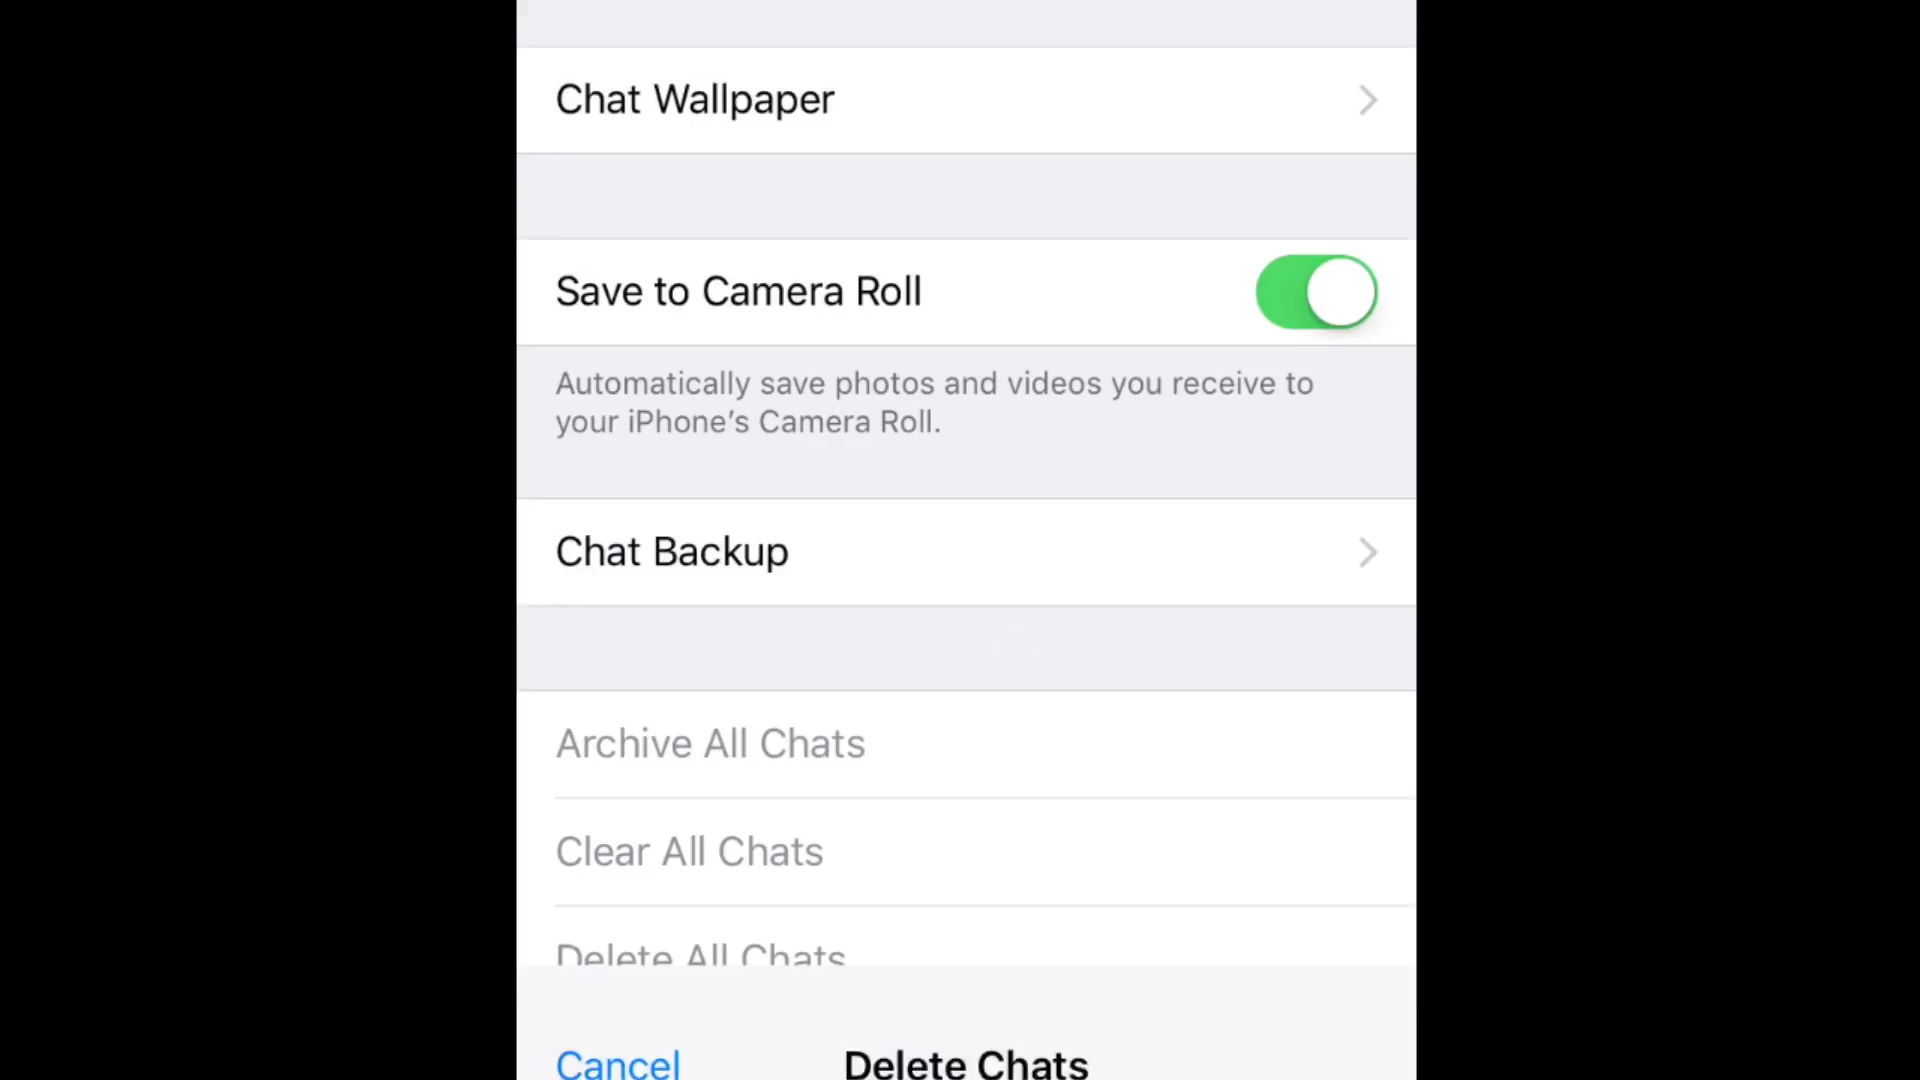 Chat Wallpaper
Save to Camera Roll
Automatically save photos and videos you receive to
your iPhone’s Camera Roll.
Chat Backup
Archive All Chats
Clear All Chats
Delete All Chats
Cancel Delete Chats